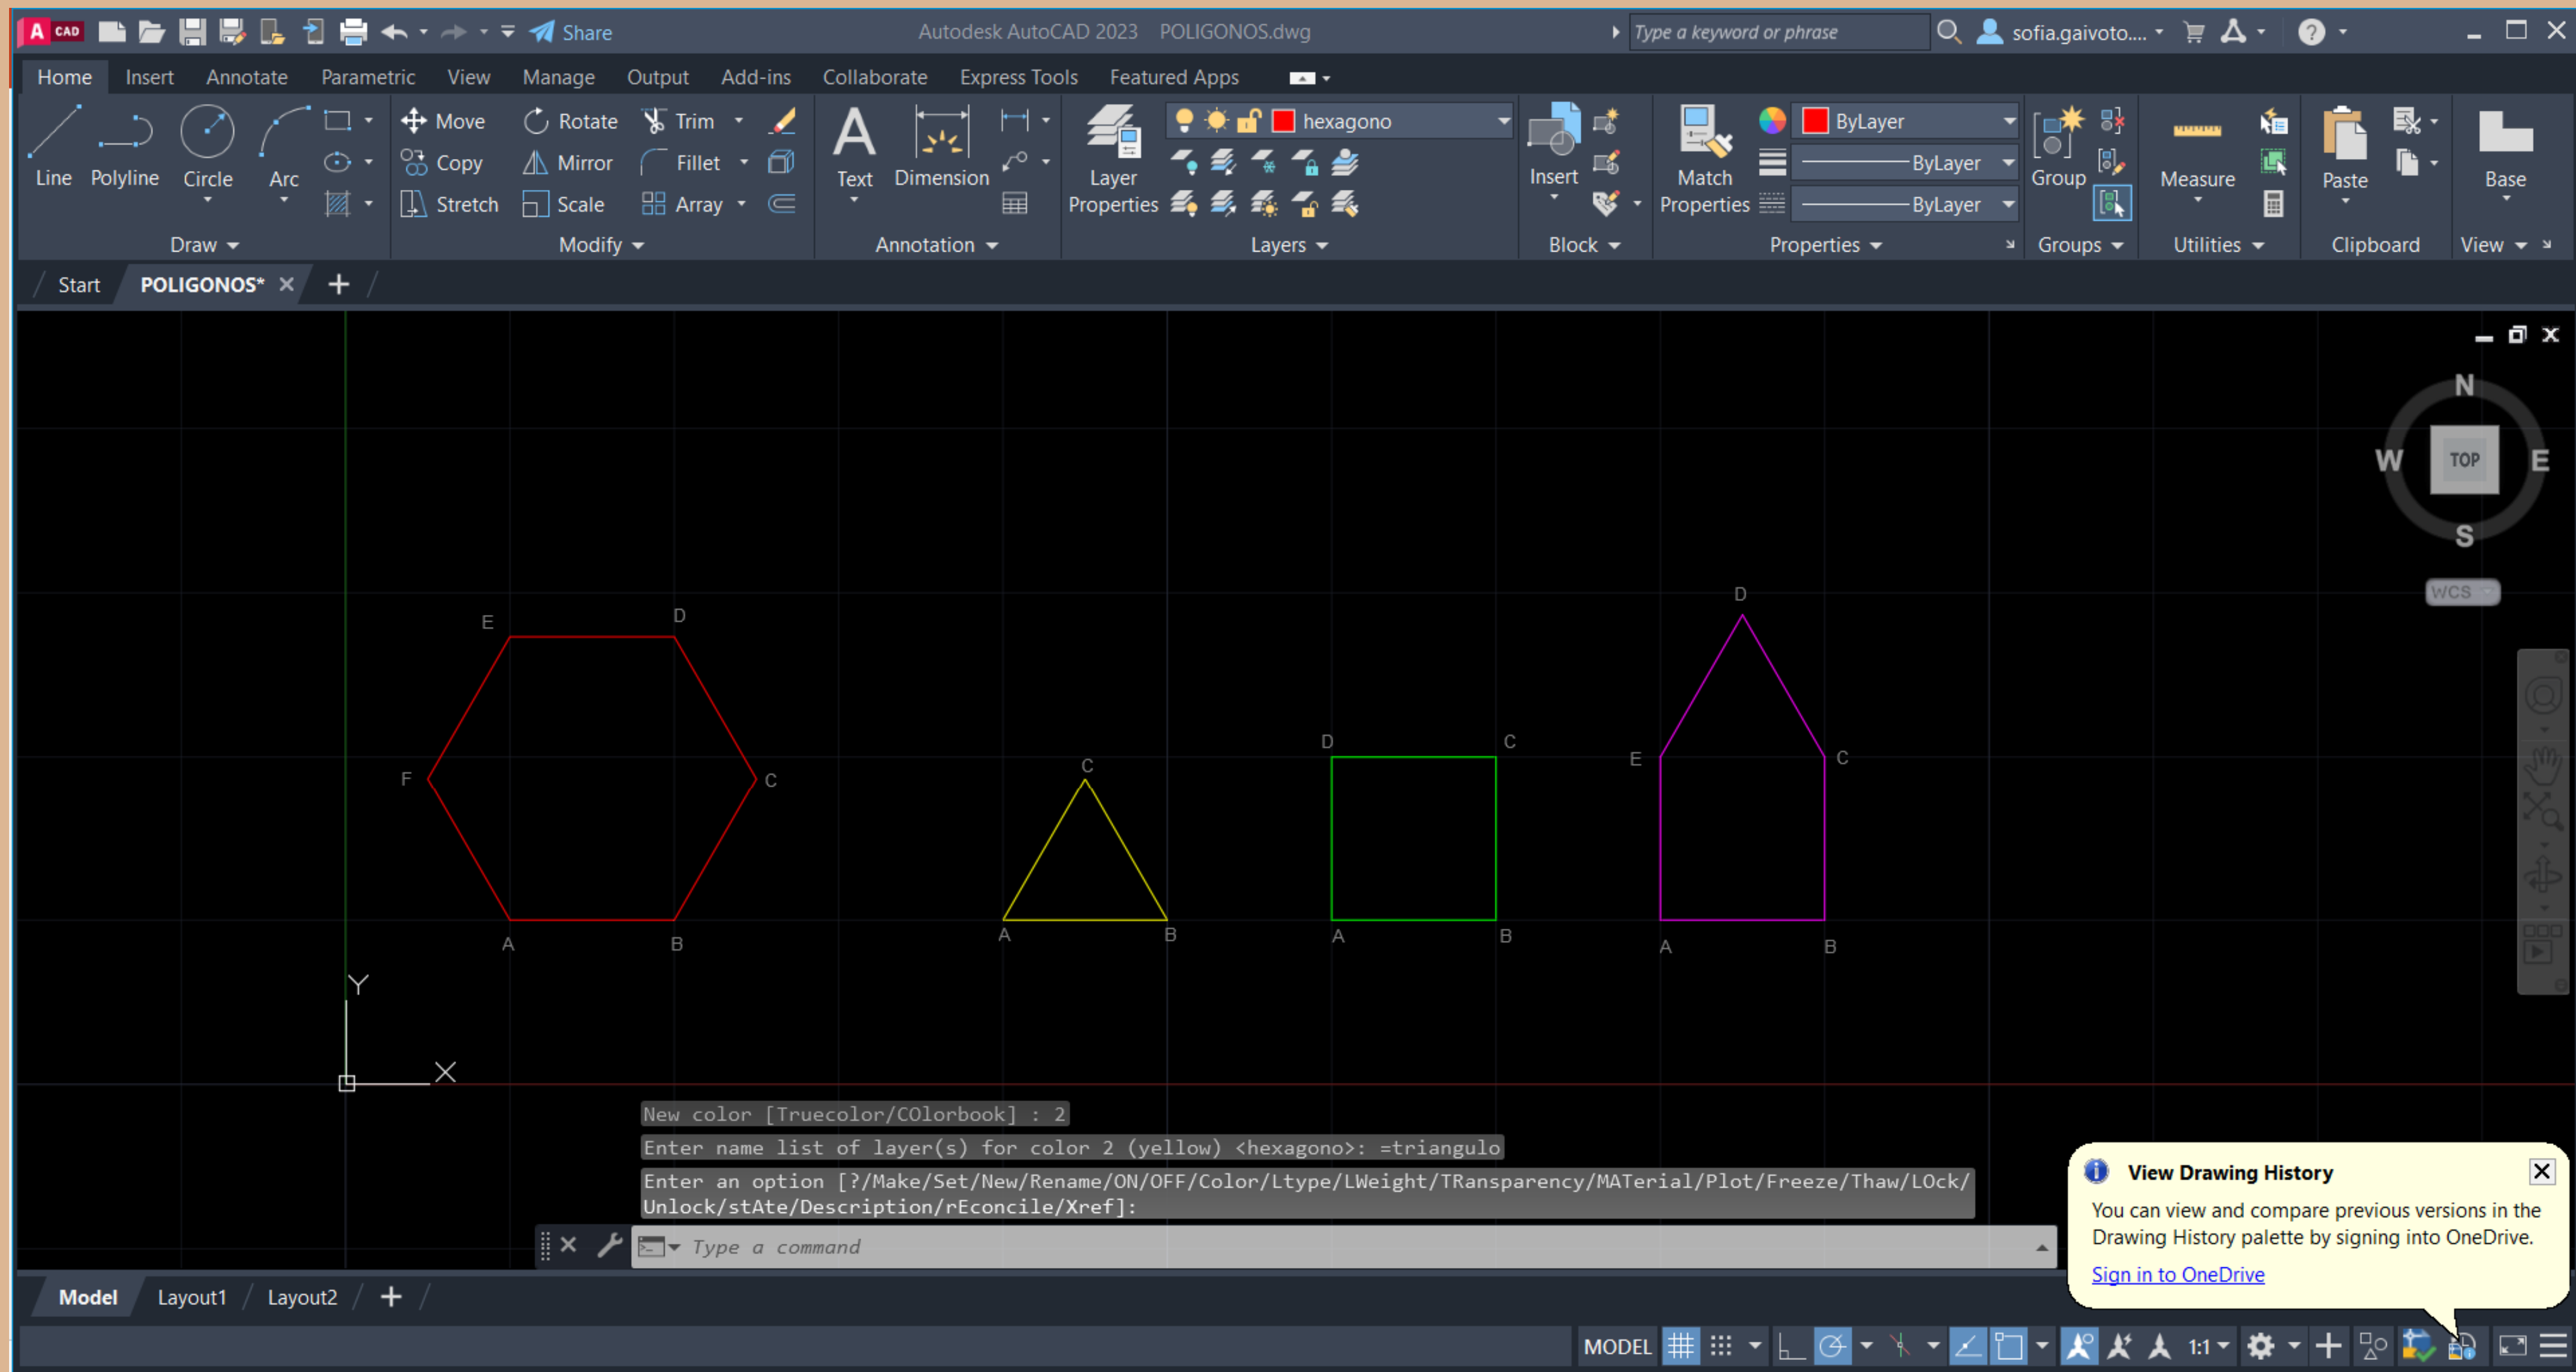 A CAD Share Autodesk AutoCAD 2023 POLIGONOS.dwg Type a keyword or phrase sofia.gaivoto.... ?
Home Insert Annotate Parametric View Manage Output Add-ins Collaborate Express Tools Featured Apps
Line Polyline Circle Arc
Move Rotate Trim
Copy Mirror Fillet
Stretch Scale Array
Text Dimension
Layer Properties
hexagono
Insert
Match Properties
ByLayer
ByLayer
ByLayer
Group
Measure
Paste
Base
Draw Modify Annotation Layers Block Properties Groups Utilities Clipboard View
Start POLIGONOS* +
N
W TOP E
S
WCS
E D
F C
A B
C
A B
D C
A B
D
E C
A B
Y
X
New color [Truecolor/COlorbook] : 2
Enter name list of layer(s) for color 2 (yellow) <hexagono>: =triangulo
Enter an option [?/Make/Set/New/Rename/ON/OFF/Color/Ltype/LWeight/TRansparency/MATerial/Plot/Freeze/Thaw/LOck/
Unlock/stAte/Description/rEconcile/Xref]:
Type a command
View Drawing History
You can view and compare previous versions in the
Drawing History palette by signing into OneDrive.
Sign in to OneDrive
Model Layout1 Layout2 +
MODEL 1:1